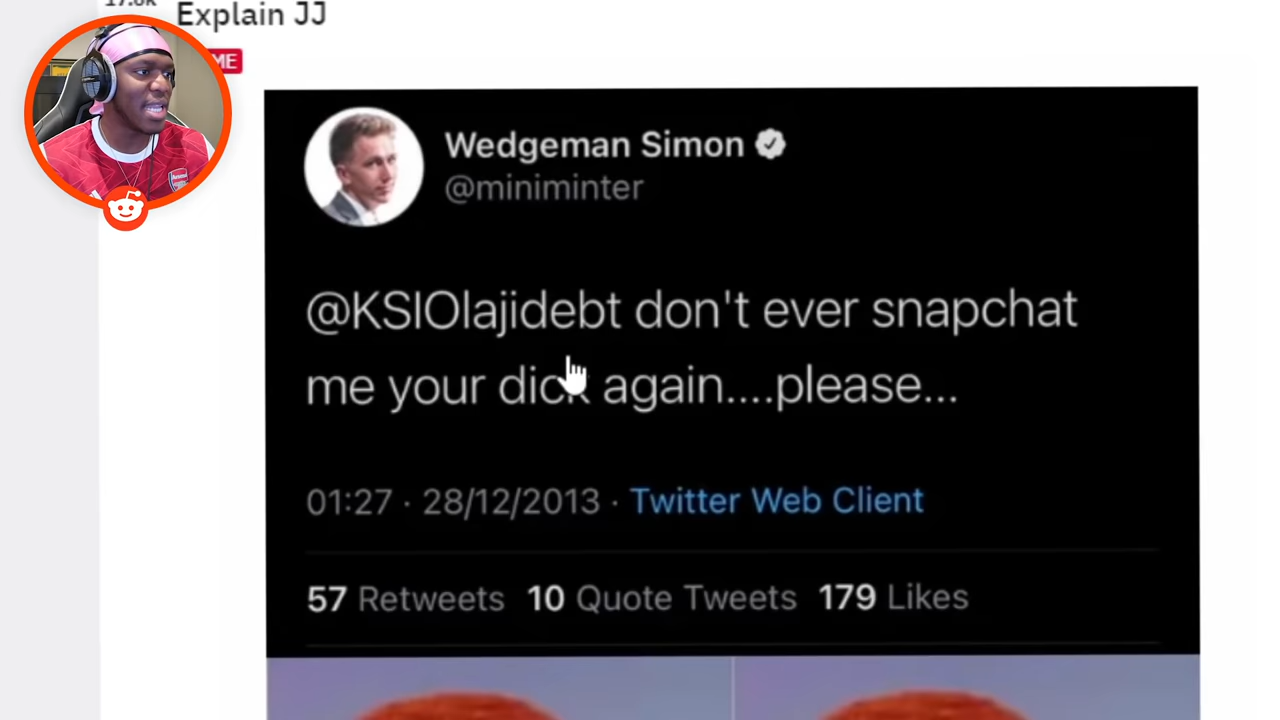 Explain JJ
ME
Wedgeman Simon
@miniminter
@KSIOlajidebt don't ever snapchat
me your dick again....please...
01:27 · 28/12/2013 · Twitter Web Client
57 Retweets 10 Quote Tweets 179 Likes